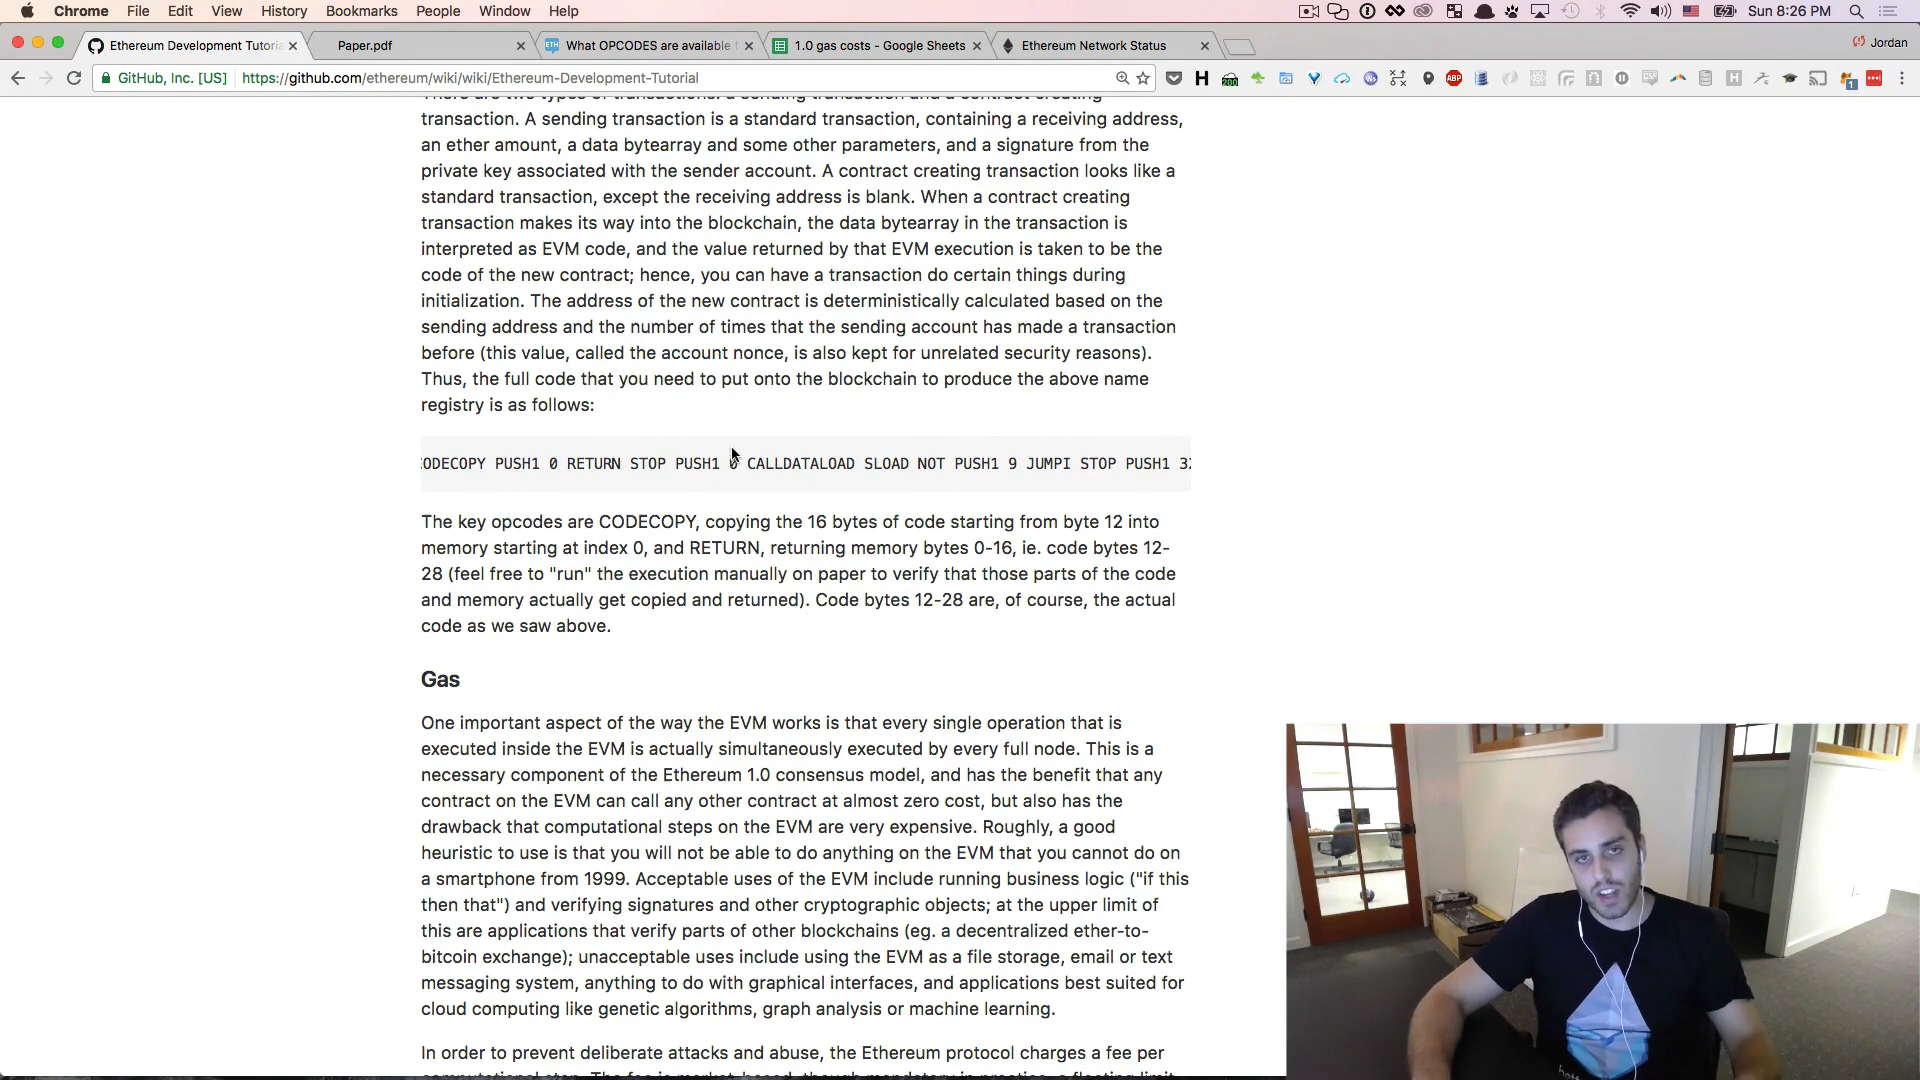 Chrome File Edit View History Bookmarks People Window Help Sun 8:26 PM
Ethereum Development Tutoria Paper.pdf What OPCODES are available 1.0 gas costs - Google Sheets Ethereum Network Status Jordan
GitHub, Inc. [US] https://github.com/ethereum/wiki/wiki/Ethereum-Development-Tutorial
There are two types of transactions: a sending transaction and a contract creating
transaction. A sending transaction is a standard transaction, containing a receiving address,
an ether amount, a data bytearray and some other parameters, and a signature from the
private key associated with the sender account. A contract creating transaction looks like a
standard transaction, except the receiving address is blank. When a contract creating
transaction makes its way into the blockchain, the data bytearray in the transaction is
interpreted as EVM code, and the value returned by that EVM execution is taken to be the
code of the new contract; hence, you can have a transaction do certain things during
initialization. The address of the new contract is deterministically calculated based on the
sending address and the number of times that the sending account has made a transaction
before (this value, called the account nonce, is also kept for unrelated security reasons).
Thus, the full code that you need to put onto the blockchain to produce the above name
registry is as follows:
CODECOPY PUSH1 0 RETURN STOP PUSH1 0 CALLDATALOAD SLOAD NOT PUSH1 9 JUMPI STOP PUSH1 32
The key opcodes are CODECOPY, copying the 16 bytes of code starting from byte 12 into
memory starting at index 0, and RETURN, returning memory bytes 0-16, ie. code bytes 12-
28 (feel free to "run" the execution manually on paper to verify that those parts of the code
and memory actually get copied and returned). Code bytes 12-28 are, of course, the actual
code as we saw above.
Gas
One important aspect of the way the EVM works is that every single operation that is
executed inside the EVM is actually simultaneously executed by every full node. This is a
necessary component of the Ethereum 1.0 consensus model, and has the benefit that any
contract on the EVM can call any other contract at almost zero cost, but also has the
drawback that computational steps on the EVM are very expensive. Roughly, a good
heuristic to use is that you will not be able to do anything on the EVM that you cannot do on
a smartphone from 1999. Acceptable uses of the EVM include running business logic ("if this
then that") and verifying signatures and other cryptographic objects; at the upper limit of
this are applications that verify parts of other blockchains (eg. a decentralized ether-to-
bitcoin exchange); unacceptable uses include using the EVM as a file storage, email or text
messaging system, anything to do with graphical interfaces, and applications best suited for
cloud computing like genetic algorithms, graph analysis or machine learning.
In order to prevent deliberate attacks and abuse, the Ethereum protocol charges a fee per